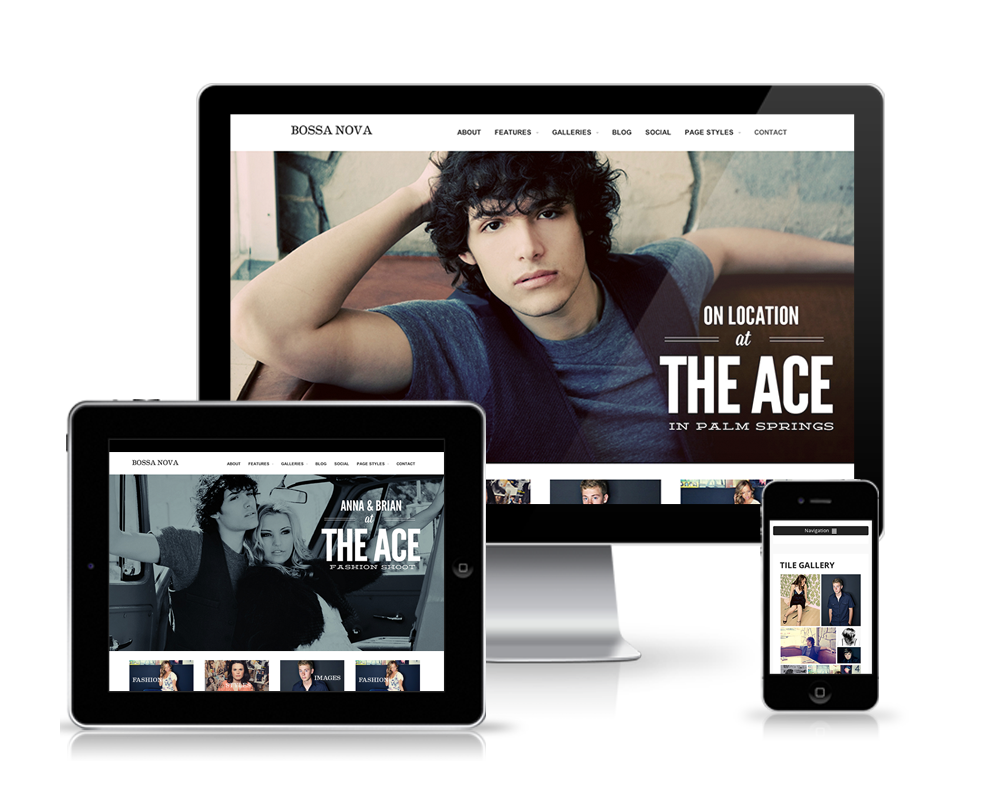 BOSSA NOVA
ABOUT FEATURES GALLERIES BLOG SOCIAL PAGE STYLES CONTACT
ON LOCATION
at
THE ACE
IN PALM SPRINGS
BOSSA NOVA
ABOUT FEATURES GALLERIES BLOG SOCIAL PAGE STYLES CONTACT
ANNA & BRIAN
at
THE ACE
FASHION SHOOT
FASHION STYLES IMAGES FASHION
Navigation
TILE GALLERY